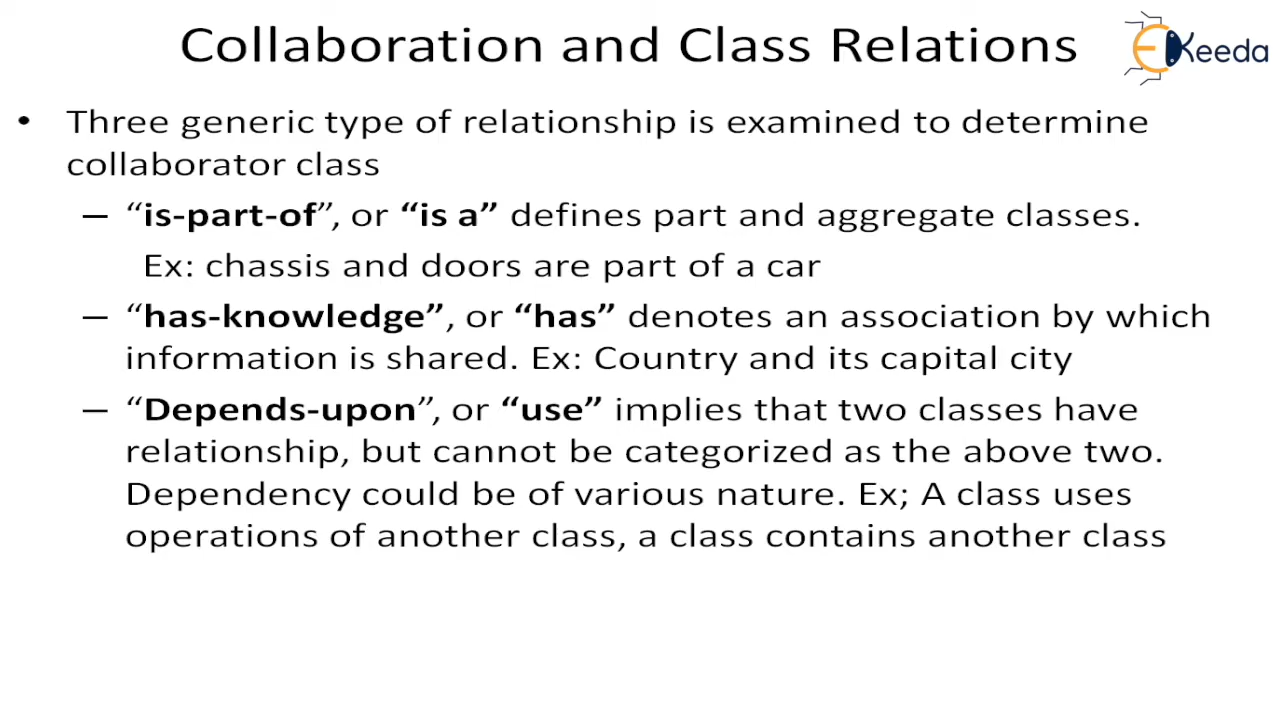 Collaboration and Class Relations
EKeeda
• Three generic type of relationship is examined to determine
collaborator class
– “is-part-of”, or “is a” defines part and aggregate classes.
Ex: chassis and doors are part of a car
– “has-knowledge”, or “has” denotes an association by which
information is shared. Ex: Country and its capital city
– “Depends-upon”, or “use” implies that two classes have
relationship, but cannot be categorized as the above two.
Dependency could be of various nature. Ex; A class uses
operations of another class, a class contains another class